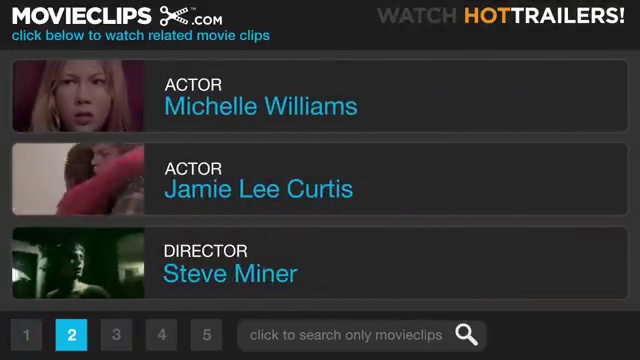 MOVIECLIPS .COM
WATCH HOTTRAILERS!
click below to watch related movie clips
ACTOR
Michelle Williams
ACTOR
Jamie Lee Curtis
DIRECTOR
Steve Miner
1 2 3 4 5 click to search only movieclips